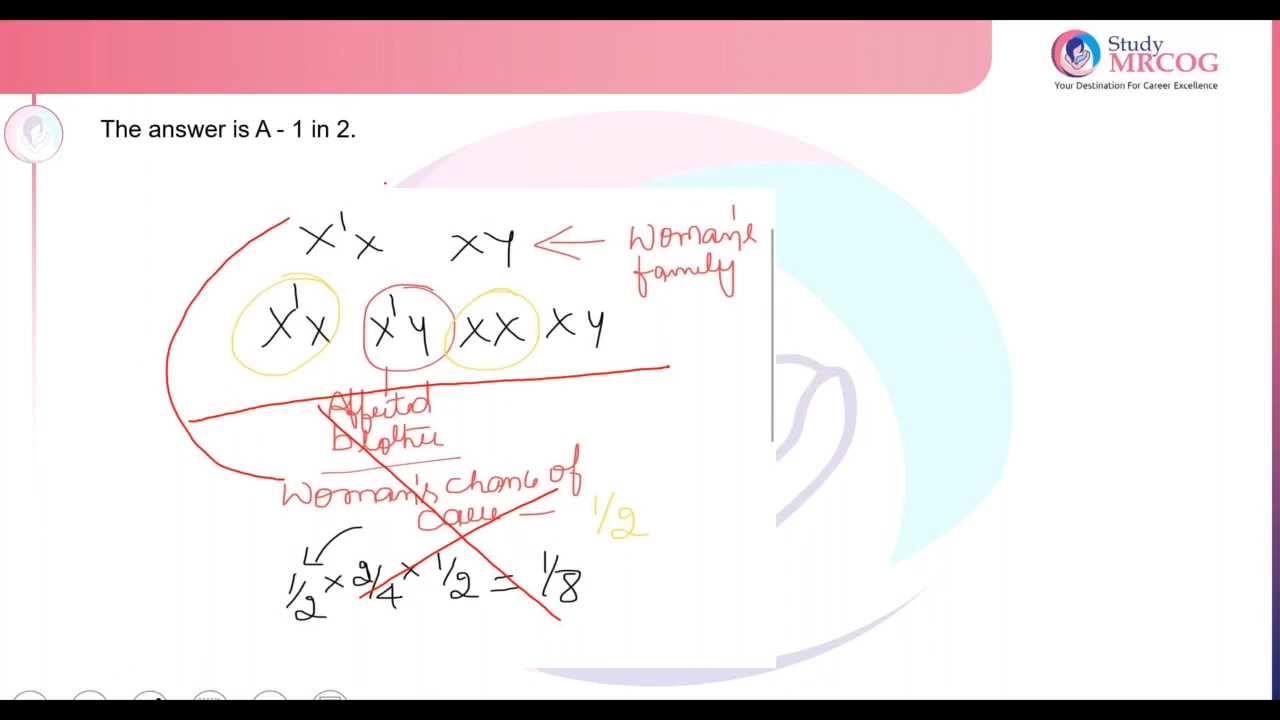 Study
MRCOG
Your Destination For Career Excellence
The answer is A - 1 in 2.
X'x xy ← Woman's family
X'x X'y XX XY
Affected
brother
Woman's chance of
= 1/2
1/2 × 2/4 × 1/2 = 1/8